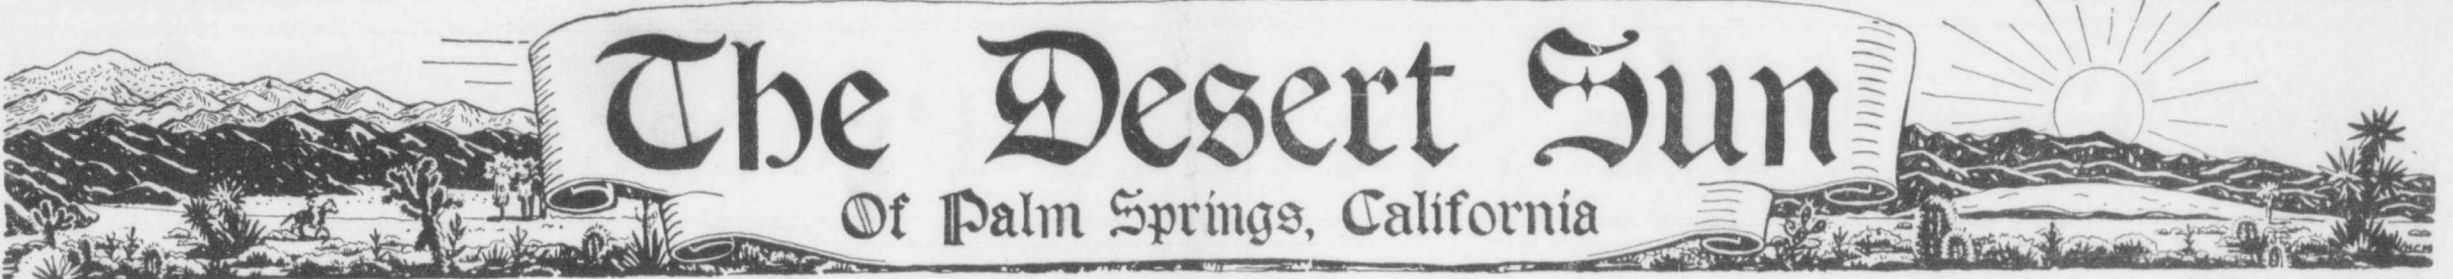 The Desert Sun
Of Palm Springs, California